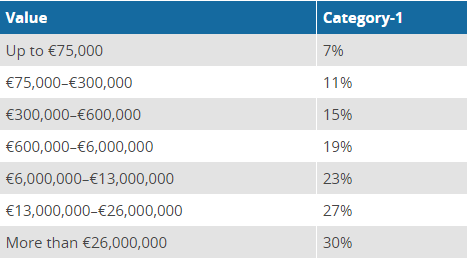 Value Category-1
Up to €75,000 7%
€75,000–€300,000 11%
€300,000–€600,000 15%
€600,000–€6,000,000 19%
€6,000,000–€13,000,000 23%
€13,000,000–€26,000,000 27%
More than €26,000,000 30%